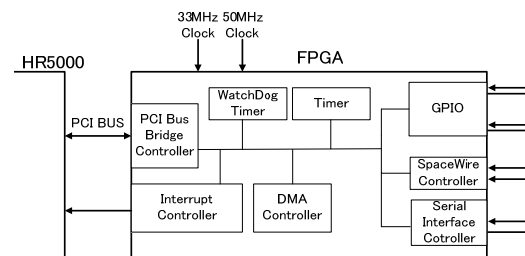 33MHz
Clock
50MHz
Clock
HR5000
FPGA
PCI BUS
PCI Bus
Bridge
Controller
WatchDog
Timer
Timer
GPIO
SpaceWire
Controller
Interrupt
Controller
DMA
Controller
Serial
Interface
Cotroller